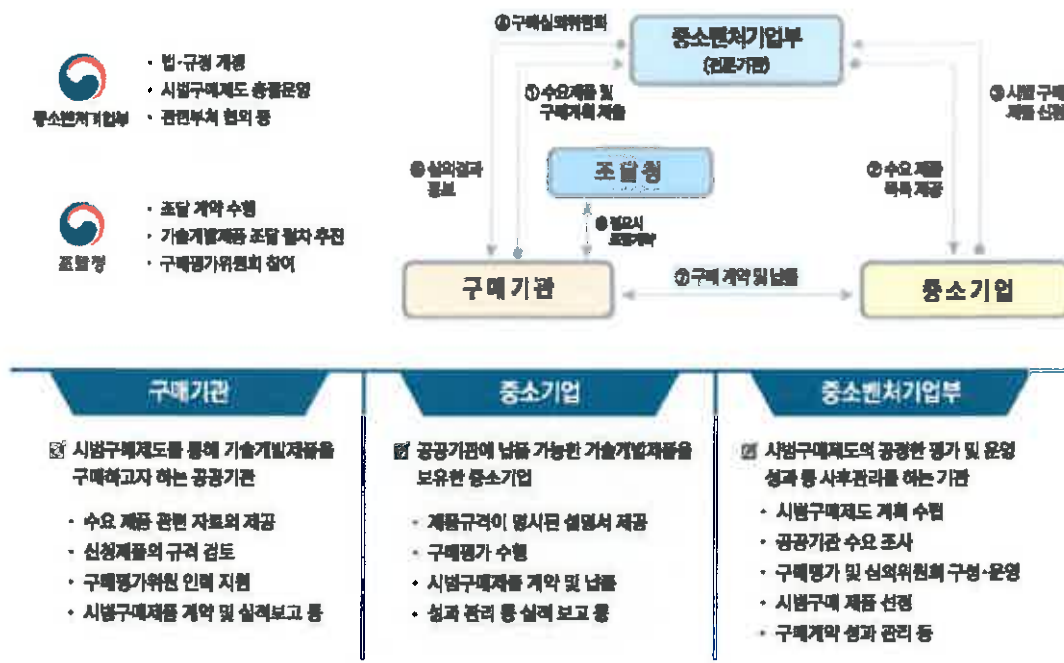 중소벤처기업부
· 법·규정 개정
· 시범구매제도 총괄운영
· 관련부처 협의 등
조달청
· 조달 계약 수행
· 기술개발제품 조달 절차 추진
· 구매평가위원회 참여
④ 구매심의위원회
중소벤처기업부
(전문기관)
① 수요제품 및
구매계획 제출
③ 시범 구매
제품 신청
심의결과
통보
조달청
② 수요 제품
목록 제공
필요시
조달계약
구매기관
⑦ 구매 계약 및 납품
중소기업
구매기관
시범구매제도를 통해 기술개발제품을
구매하고자 하는 공공기관
· 수요 제품 관련 자료의 제공
· 신청제품의 규격 검토
· 구매평가위원 인력 지원
· 시범구매제품 계약 및 실적보고 등
중소기업
공공기관에 납품 가능한 기술개발제품을
보유한 중소기업
· 제품규격이 명시된 설명서 제공
· 구매평가 수행
· 시범구매제품 계약 및 납품
· 성과 관리 등 실적 보고 등
중소벤처기업부
시범구매제도의 공정한 평가 및 운영
성과 등 사후관리를 하는 기관
· 시범구매제도 계획 수립
· 공공기관 수요 조사
· 구매평가 및 심의위원회 구성·운영
· 시범구매 제품 선정
· 구매계약 성과 관리 등